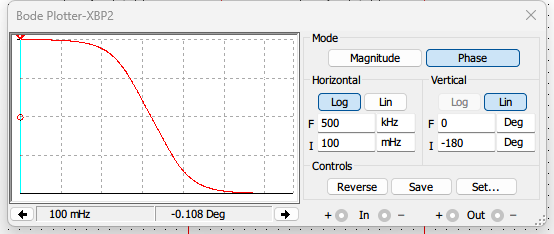 Bode Plotter-XBP2
Mode
Magnitude Phase
Horizontal Vertical
Log Lin Log Lin
F 500 kHz F 0 Deg
I 100 mHz I -180 Deg
Controls
Reverse Save Set...
100 mHz -0.108 Deg + In - + Out -